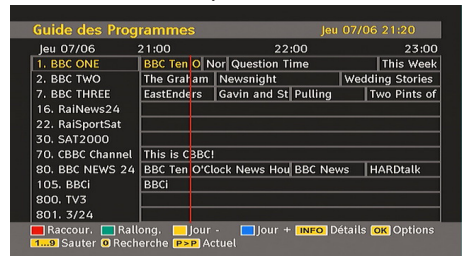 Guide des Programmes Jeu 07/06 21:20
Jeu 07/06 21:00 22:00 23:00
1. BBC ONE BBC Ten O Nor Question Time This Week
2. BBC TWO The Graham Newsnight Wedding Stories
7. BBC THREE EastEnders Gavin and St Pulling Two Pints of
16. RaiNews24
22. RaiSportSat
30. SAT2000
70. CBBC Channel This is CBBC!
80. BBC NEWS 24 BBC Ten O'Clock News Hou BBC News HARDtalk
105. BBCi BBCi
800. TV3
801. 3/24
Raccour. Rallong. Jour - Jour + INFO Détails OK Options
1...9 Sauter 0 Recherche P>P Actuel